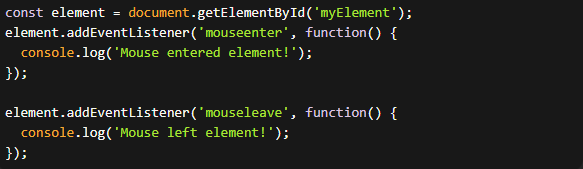 const element = document.getElementById('myElement');
element.addEventListener('mouseenter', function() {
  console.log('Mouse entered element!');
});

element.addEventListener('mouseleave', function() {
  console.log('Mouse left element!');
});